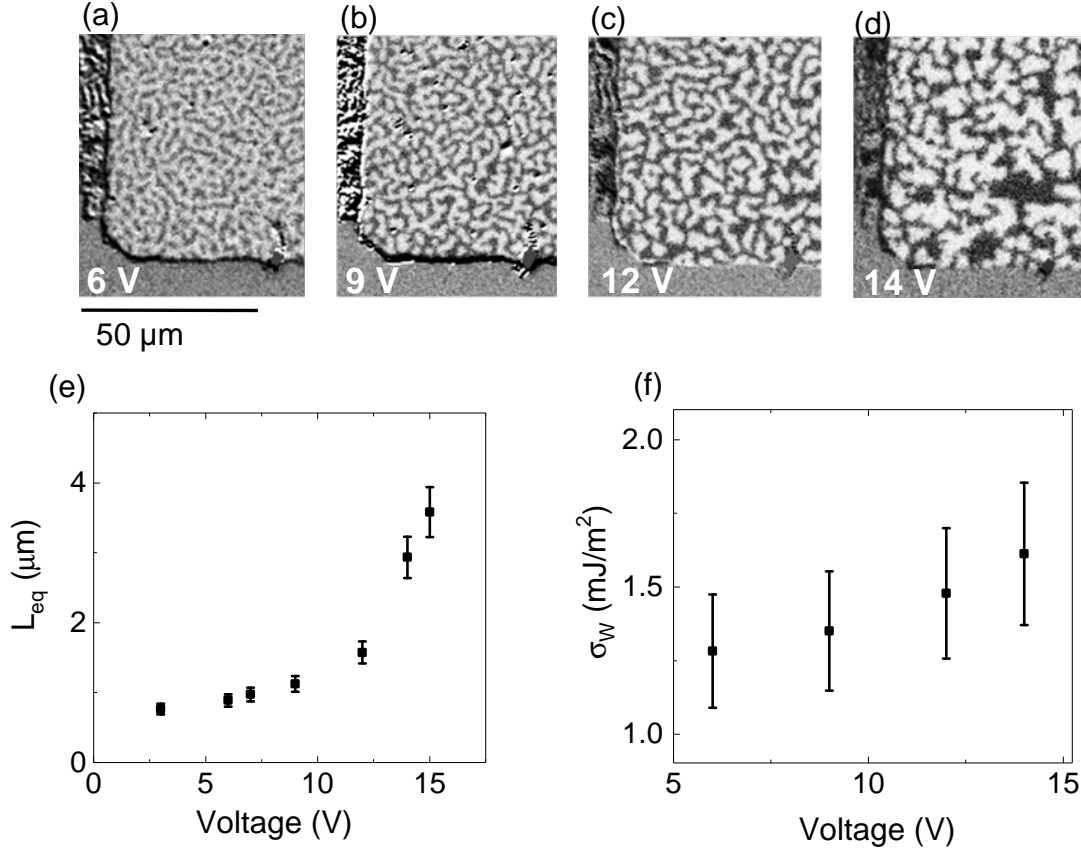 (a)
(b)
(c)
(d)
6 V
9 V
12 V
14 V
50 µm
(e)
4
2
0
L_eq (µm)
0
5
10
15
Voltage (V)
(f)
2.0
1.5
1.0
σ_W (mJ/m²)
5
10
15
Voltage (V)